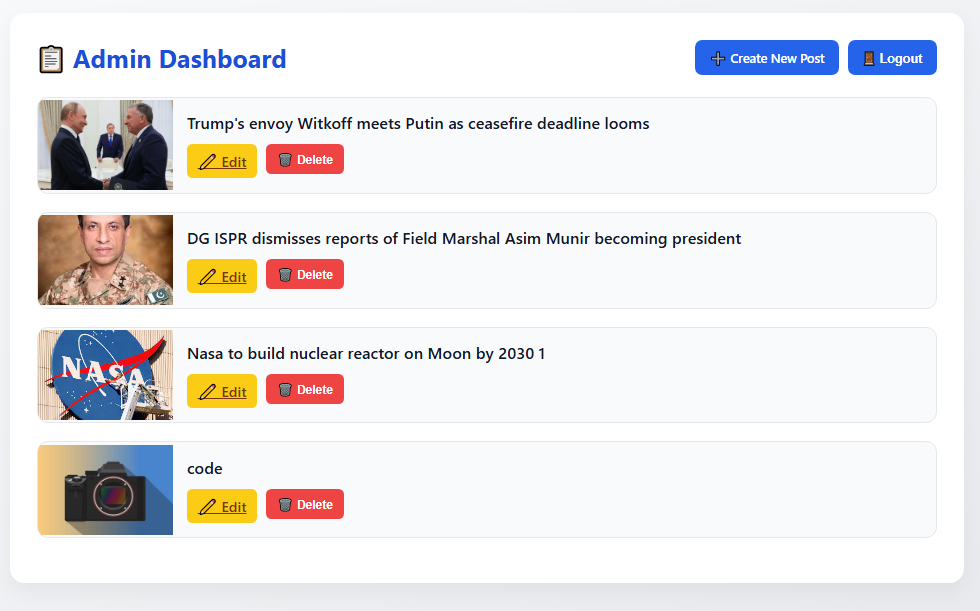 Admin Dashboard
Create New Post
Logout
Trump's envoy Witkoff meets Putin as ceasefire deadline looms
Edit
Delete
DG ISPR dismisses reports of Field Marshal Asim Munir becoming president
Edit
Delete
NASA
Nasa to build nuclear reactor on Moon by 2030 1
Edit
Delete
code
Edit
Delete